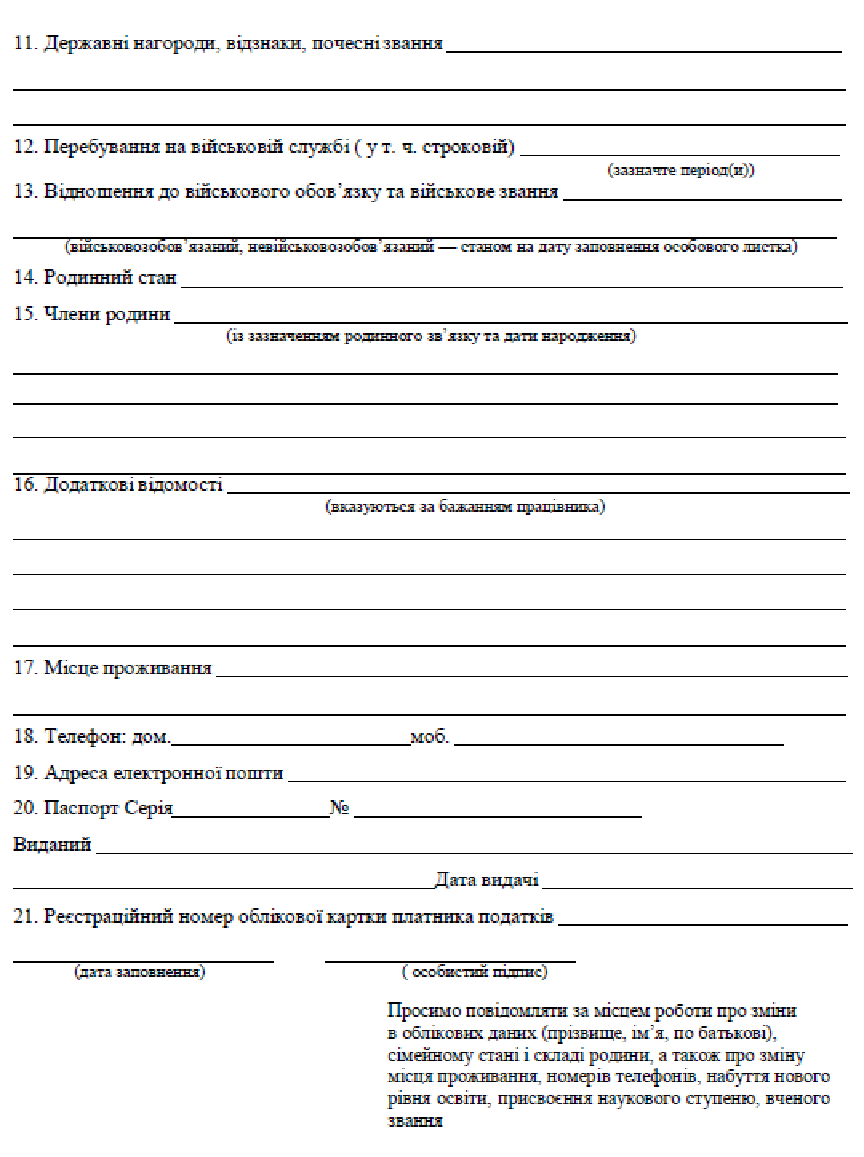 11. Державні нагороди, відзнаки, почесні звання
12. Перебування на військовій службі ( у т. ч. строковій)
(зазначте період(и))
13. Відношення до військового обов’язку та військове звання
(військовозобов’язаний, невійськовозобов’язаний — станом на дату заповнення особового листка)
14. Родинний стан
15. Члени родини
(із зазначенням родинного зв’язку та дати народження)
16. Додаткові відомості
(вказуються за бажанням працівника)
17. Місце проживання
18. Телефон: дом. моб.
19. Адреса електронної пошти
20. Паспорт Серія №
Виданий
Дата видачі
21. Реєстраційний номер облікової картки платника податків
(дата заповнення) ( особистий підпис)
Просимо повідомляти за місцем роботи про зміни
в облікових даних (прізвище, ім’я, по батькові),
сімейному стані і складі родини, а також про зміну
місця проживання, номерів телефонів, набуття нового
рівня освіти, присвоєння наукового ступеню, вченого
звання